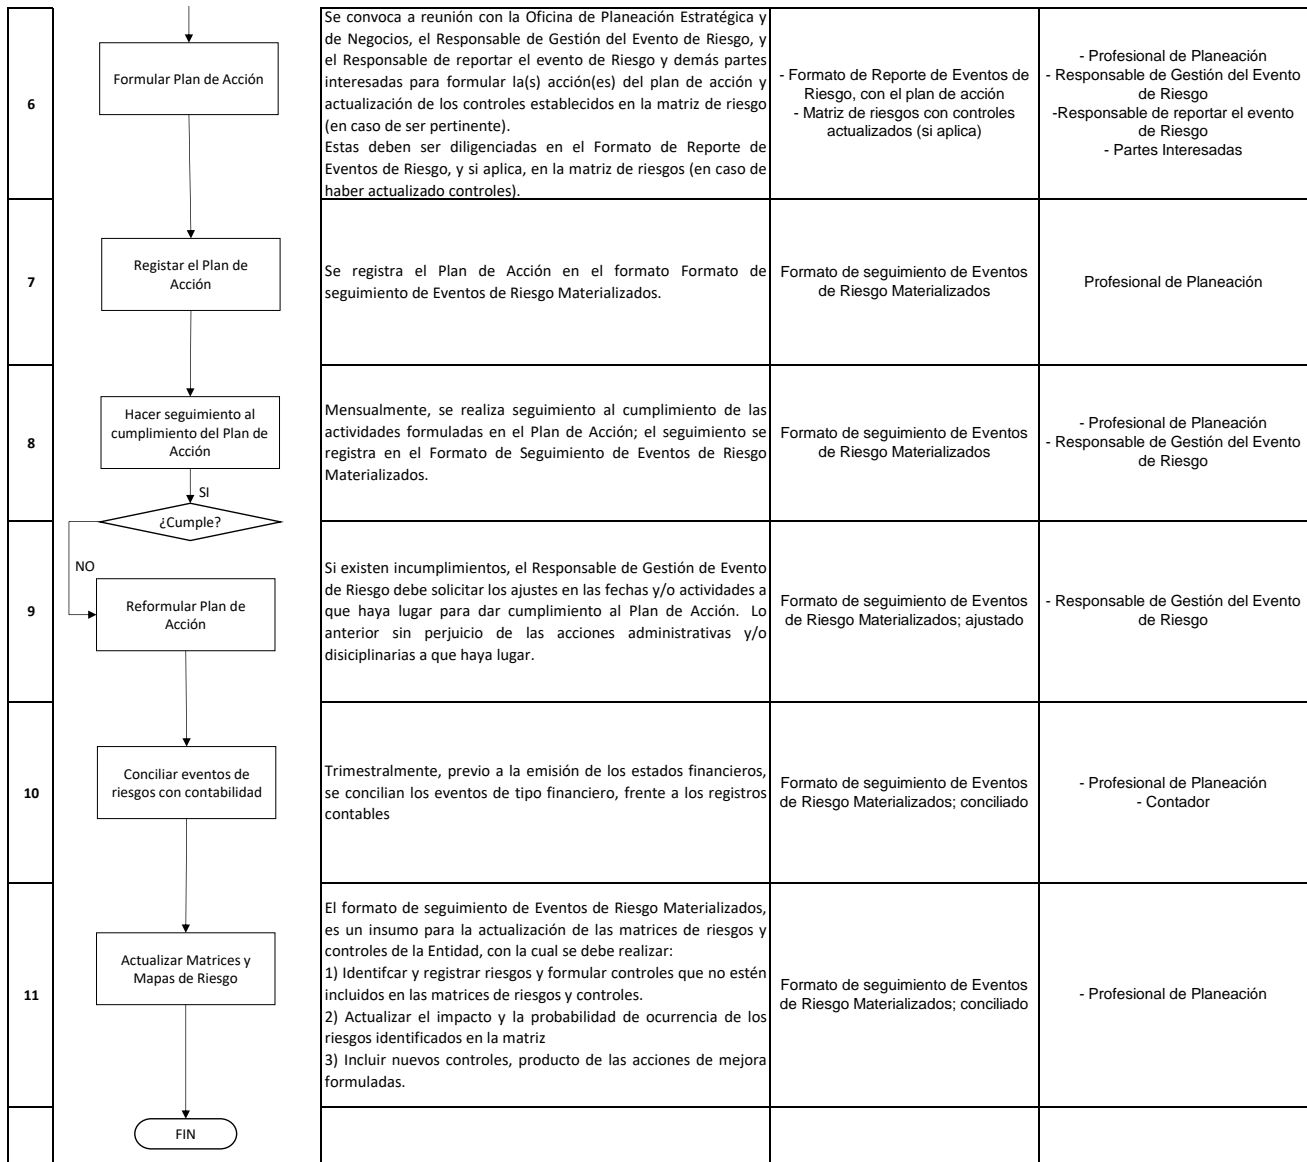 6
Formular Plan de Acción
Se convoca a reunión con la Oficina de Planeación Estratégica y
de Negocios, el Responsable de Gestión del Evento de Riesgo, y
el Responsable de reportar el evento de Riesgo y demás partes
interesadas para formular la(s) acción(es) del plan de acción y
actualización de los controles establecidos en la matriz de riesgo
(en caso de ser pertinente).
Estas deben ser diligenciadas en el Formato de Reporte de
Eventos de Riesgo, y si aplica, en la matriz de riesgos (en caso de
haber actualizado controles).
- Formato de Reporte de Eventos de
Riesgo, con el plan de acción
- Matriz de riesgos con controles
actualizados (si aplica)
- Profesional de Planeación
- Responsable de Gestión del Evento
de Riesgo
-Responsable de reportar el evento
de Riesgo
- Partes Interesadas
7
Registar el Plan de
Acción
Se registra el Plan de Acción en el formato Formato de
seguimiento de Eventos de Riesgo Materializados.
Formato de seguimiento de Eventos
de Riesgo Materializados
Profesional de Planeación
8
Hacer seguimiento al
cumplimiento del Plan de
Acción
SI
¿Cumple?
Mensualmente, se realiza seguimiento al cumplimiento de las
actividades formuladas en el Plan de Acción; el seguimiento se
registra en el Formato de Seguimiento de Eventos de Riesgo
Materializados.
Formato de seguimiento de Eventos
de Riesgo Materializados
- Profesional de Planeación
- Responsable de Gestión del Evento
de Riesgo
9
NO
Reformular Plan de
Acción
Si existen incumplimientos, el Responsable de Gestión de Evento
de Riesgo debe solicitar los ajustes en las fechas y/o actividades a
que haya lugar para dar cumplimiento al Plan de Acción. Lo
anterior sin perjuicio de las acciones administrativas y/o
disiciplinarias a que haya lugar.
Formato de seguimiento de Eventos
de Riesgo Materializados; ajustado
- Responsable de Gestión del Evento
de Riesgo
10
Conciliar eventos de
riesgos con contabilidad
Trimestralmente, previo a la emisión de los estados financieros,
se concilian los eventos de tipo financiero, frente a los registros
contables
Formato de seguimiento de Eventos
de Riesgo Materializados; conciliado
- Profesional de Planeación
- Contador
11
Actualizar Matrices y
Mapas de Riesgo
El formato de seguimiento de Eventos de Riesgo Materializados,
es un insumo para la actualización de las matrices de riesgos y
controles de la Entidad, con la cual se debe realizar:
1) Identifcar y registrar riesgos y formular controles que no estén
incluidos en las matrices de riesgos y controles.
2) Actualizar el impacto y la probabilidad de ocurrencia de los
riesgos identificados en la matriz
3) Incluir nuevos controles, producto de las acciones de mejora
formuladas.
Formato de seguimiento de Eventos
de Riesgo Materializados; conciliado
- Profesional de Planeación
FIN